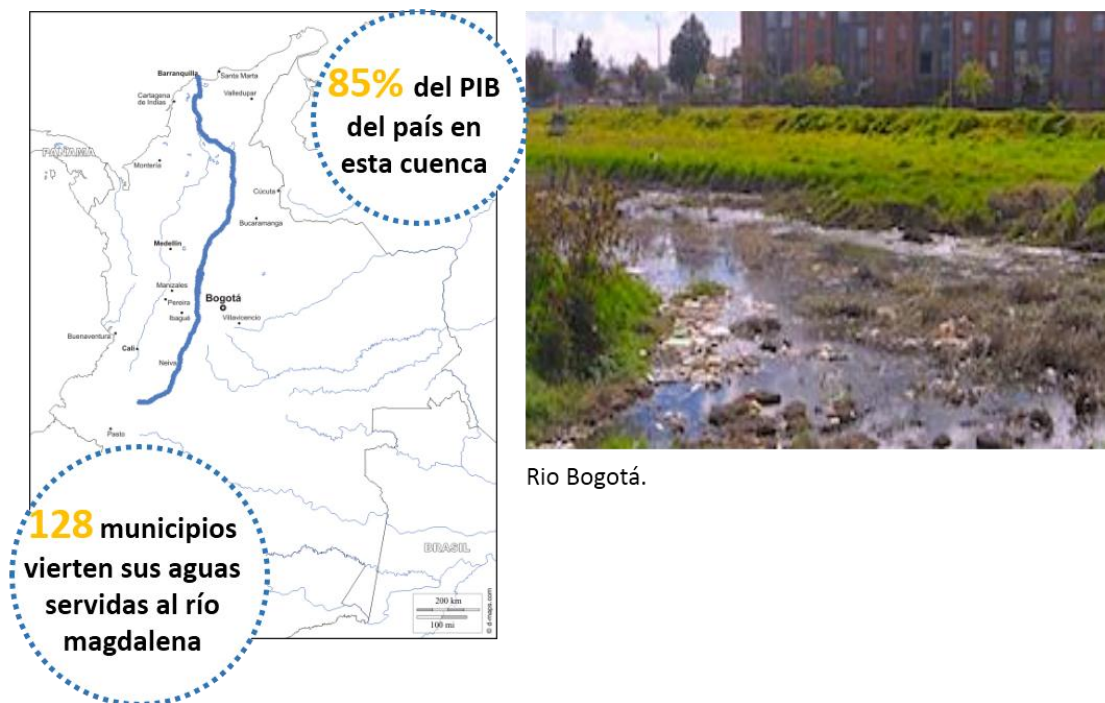 Barranquilla
Santa Marta
Cartagena
de Indias
Valledupar
PANAMA
Montería
Cúcuta
Bucaramanga
Medellín
Manizales
Pereira
Ibagué
Bogotá
Villavicencio
Buenaventura
Cali
Neiva
Pasto
BRASIL
200 km
100 mi
© d-maps.com
85% del PIB
del país en
esta cuenca
128 municipios
vierten sus aguas
servidas al río
magdalena
Rio Bogotá.